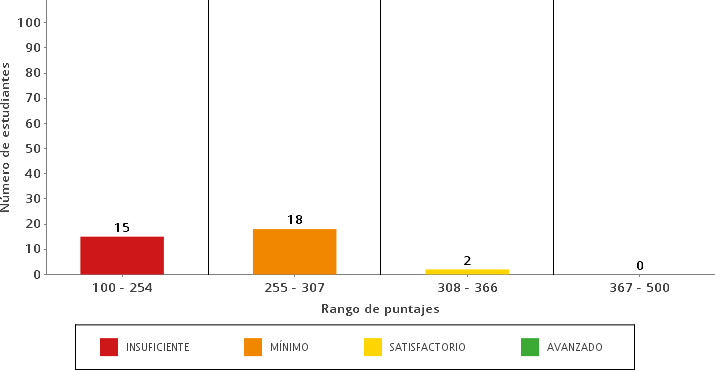 100
90
80
70
60
50
40
30
20
10
0
Número de estudiantes
15
18
2
0
100 - 254
255 - 307
308 - 366
367 - 500
Rango de puntajes
INSUFICIENTE
MÍNIMO
SATISFACTORIO
AVANZADO